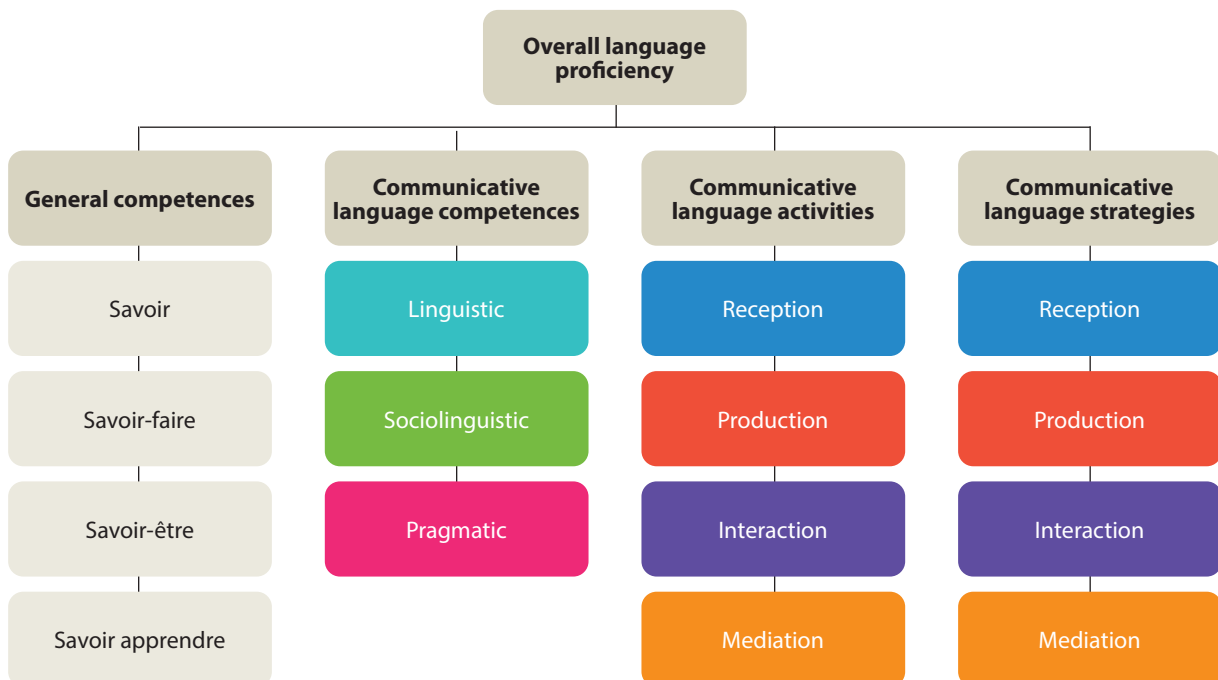 Overall language
proficiency
General competences
Communicative
language competences
Communicative
language activities
Communicative
language strategies
Savoir
Linguistic
Reception
Reception
Savoir-faire
Sociolinguistic
Production
Production
Savoir-être
Pragmatic
Interaction
Interaction
Savoir apprendre
Mediation
Mediation